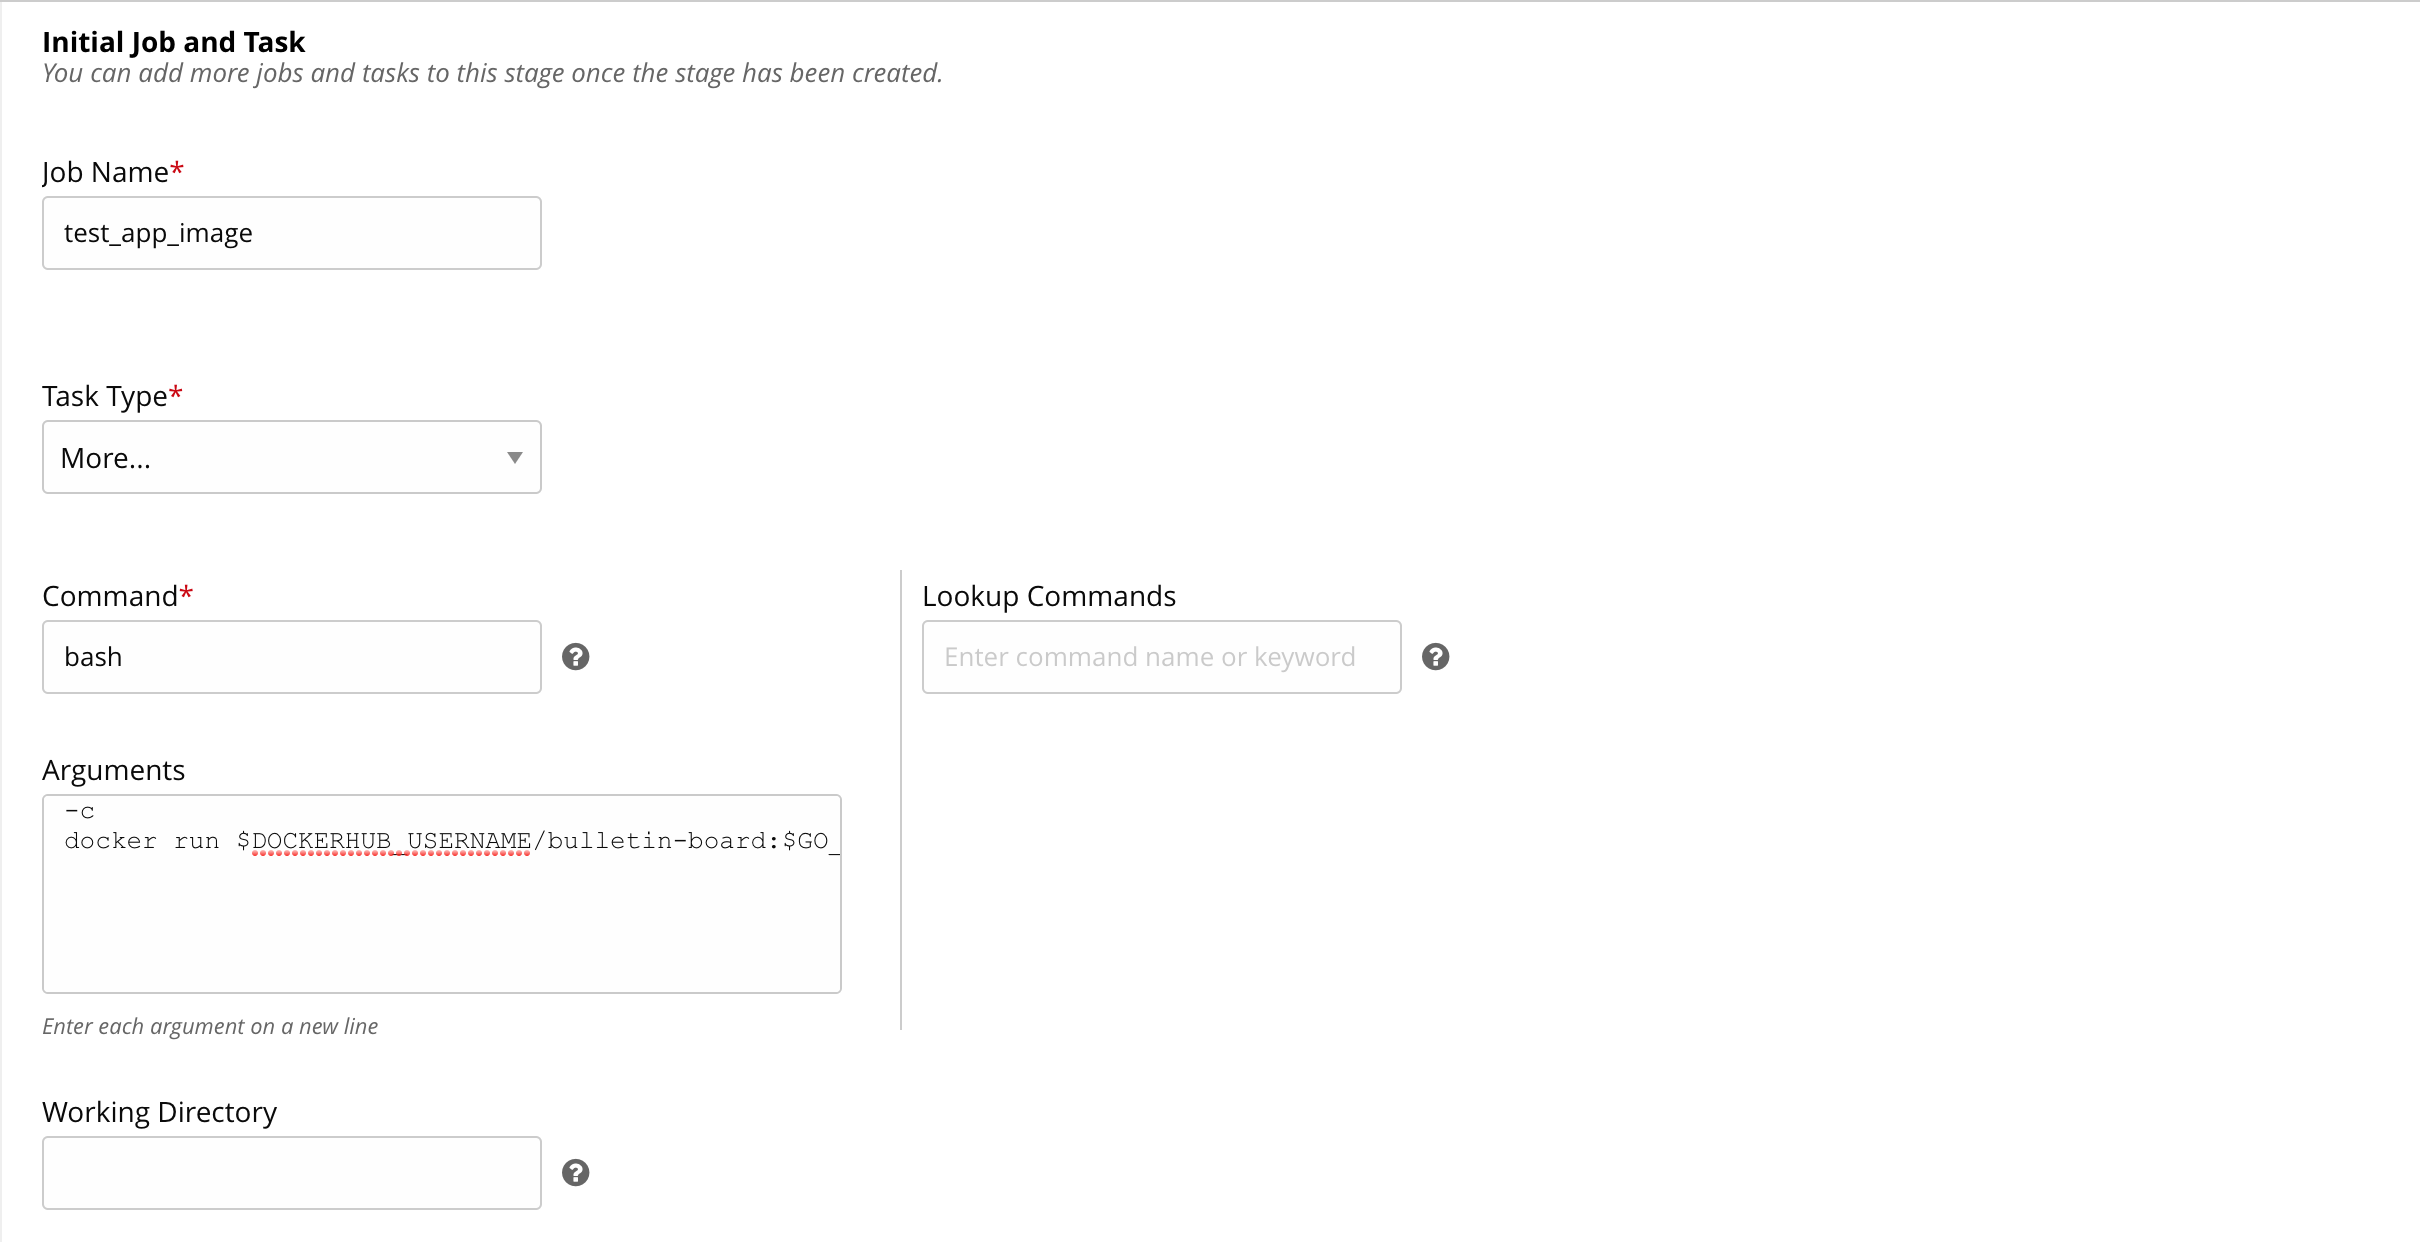 Initial Job and Task
You can add more jobs and tasks to this stage once the stage has been created.
Job Name*
test_app_image
Task Type*
More...
Command*
bash
Lookup Commands
Enter command name or keyword
Arguments
-c
docker run $DOCKERHUB_USERNAME/bulletin-board:$GO_
Enter each argument on a new line
Working Directory